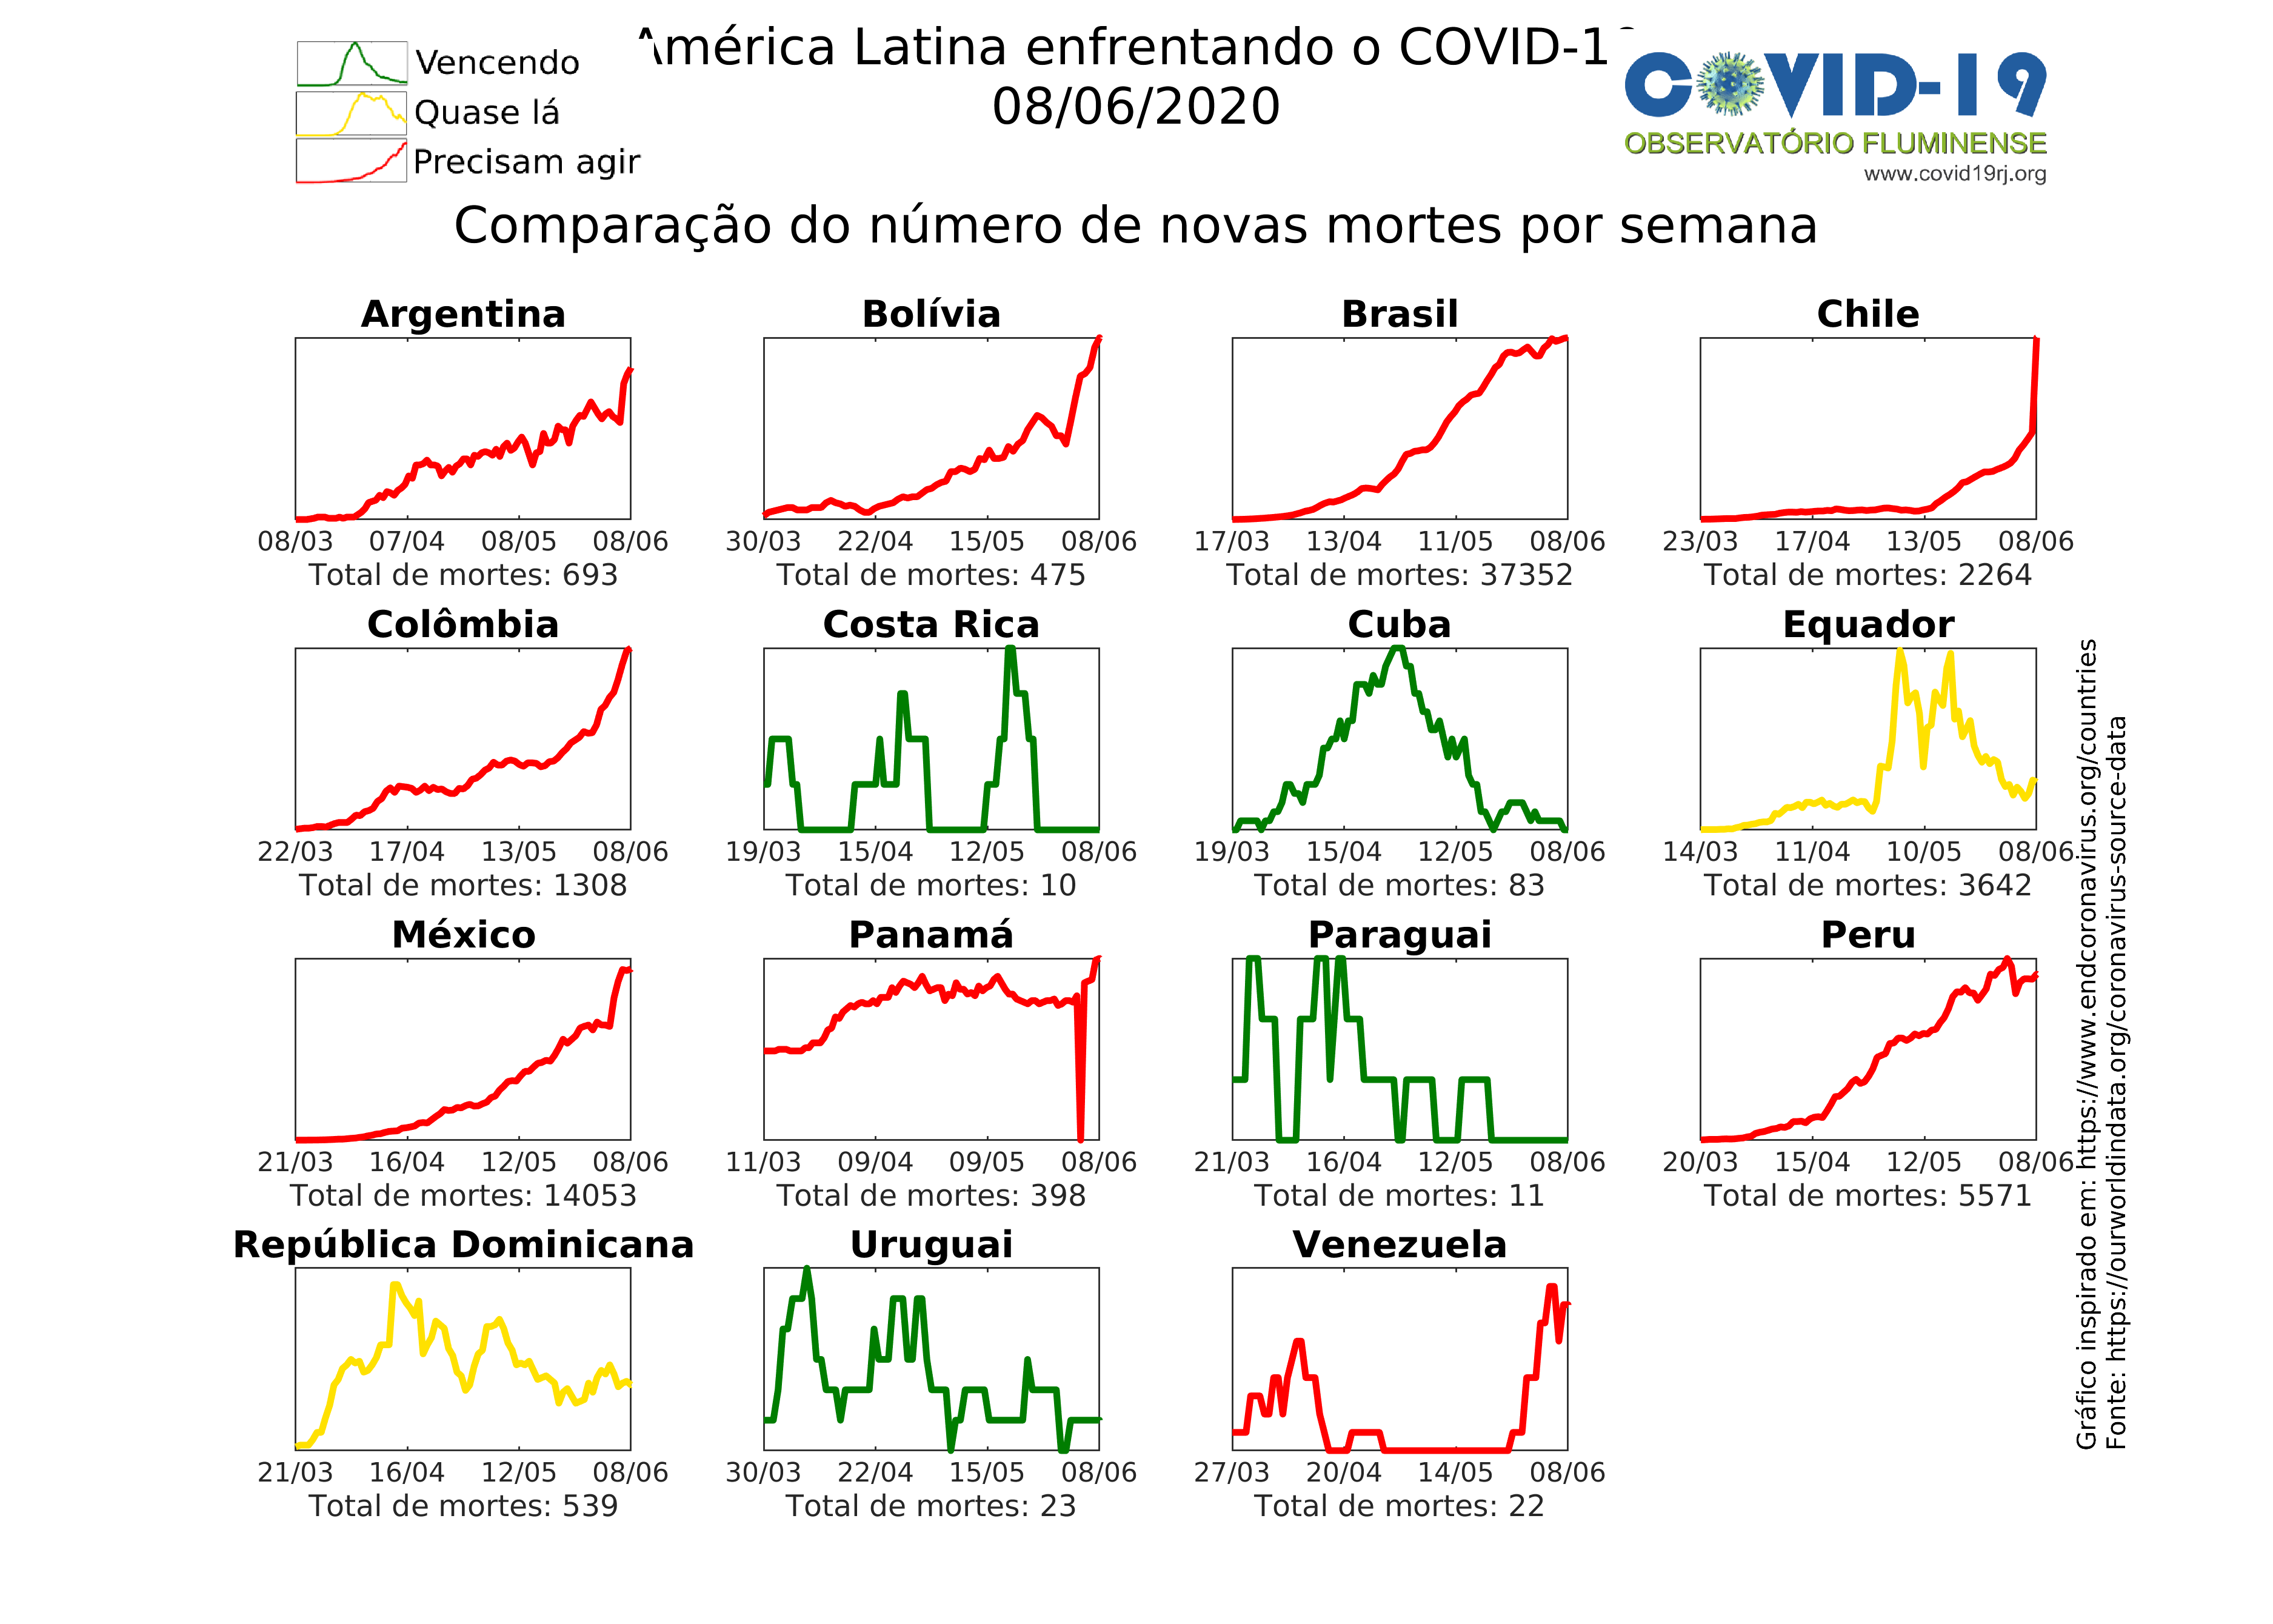 Vencendo
Quase lá
Precisam agir
América Latina enfrentando o COVID-19
08/06/2020
COVID-19
OBSERVATÓRIO FLUMINENSE
www.covid19rj.org
Comparação do número de novas mortes por semana
Argentina
08/03 07/04 08/05 08/06
Total de mortes: 693
Bolívia
30/03 22/04 15/05 08/06
Total de mortes: 475
Brasil
17/03 13/04 11/05 08/06
Total de mortes: 37352
Chile
23/03 17/04 13/05 08/06
Total de mortes: 2264
Colômbia
22/03 17/04 13/05 08/06
Total de mortes: 1308
Costa Rica
19/03 15/04 12/05 08/06
Total de mortes: 10
Cuba
19/03 15/04 12/05 08/06
Total de mortes: 83
Equador
14/03 11/04 10/05 08/06
Total de mortes: 3642
México
21/03 16/04 12/05 08/06
Total de mortes: 14053
Panamá
11/03 09/04 09/05 08/06
Total de mortes: 398
Paraguai
21/03 16/04 12/05 08/06
Total de mortes: 11
Peru
20/03 15/04 12/05 08/06
Total de mortes: 5571
República Dominicana
21/03 16/04 12/05 08/06
Total de mortes: 539
Uruguai
30/03 22/04 15/05 08/06
Total de mortes: 23
Venezuela
27/03 20/04 14/05 08/06
Total de mortes: 22
Gráfico inspirado em: https://www.endcoronavirus.org/countries
Fonte: https://ourworldindata.org/coronavirus-source-data